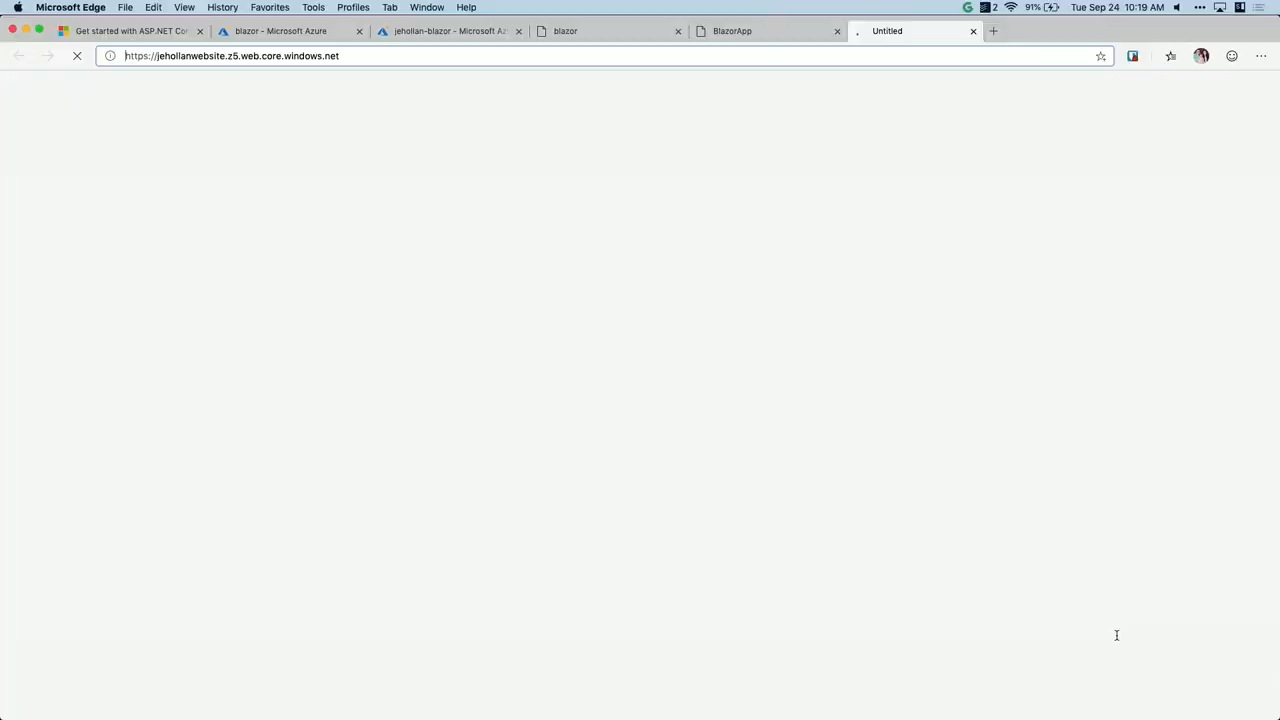 Microsoft Edge File Edit View History Favorites Tools Profiles Tab Window Help 2 91% Tue Sep 24 10:19 AM
Get started with ASP.NET Co blazor - Microsoft Azure jehollan-blazor - Microsoft Az blazor BlazorApp Untitled
https://jehollanwebsite.z5.web.core.windows.net